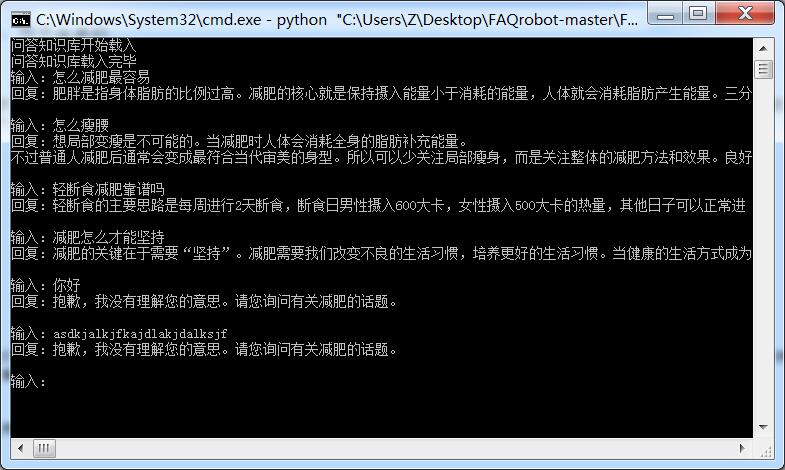 C:\Windows\System32\cmd.exe - python "C:\Users\Z\Desktop\FAQrobot-master\F...
问答知识库开始载入
问答知识库载入完毕
输入：怎么减肥最容易
回复：肥胖是指身体脂肪的比例过高。减肥的核心就是保持摄入能量小于消耗的能量，人体就会消耗脂肪产生能量。三分
输入：怎么瘦腰
回复：想局部变瘦是不可能的。当减肥时人体会消耗全身的脂肪补充能量。
不过普通人减肥后通常会变成最符合当代审美的身型。所以可以少关注局部瘦身，而是关注整体的减肥方法和效果。良好
输入：轻断食减肥靠谱吗
回复：轻断食的主要思路是每周进行2天断食，断食日男性摄入600大卡，女性摄入500大卡的热量，其他日子可以正常进
输入：减肥怎么才能坚持
回复：减肥的关键在于需要“坚持”。减肥需要我们改变不良的生活习惯，培养更好的生活习惯。当健康的生活方式成为
输入：你好
回复：抱歉，我没有理解您的意思。请您询问有关减肥的话题。
输入：asdkjalkjfkajdlakjdalksjf
回复：抱歉，我没有理解您的意思。请您询问有关减肥的话题。
输入：